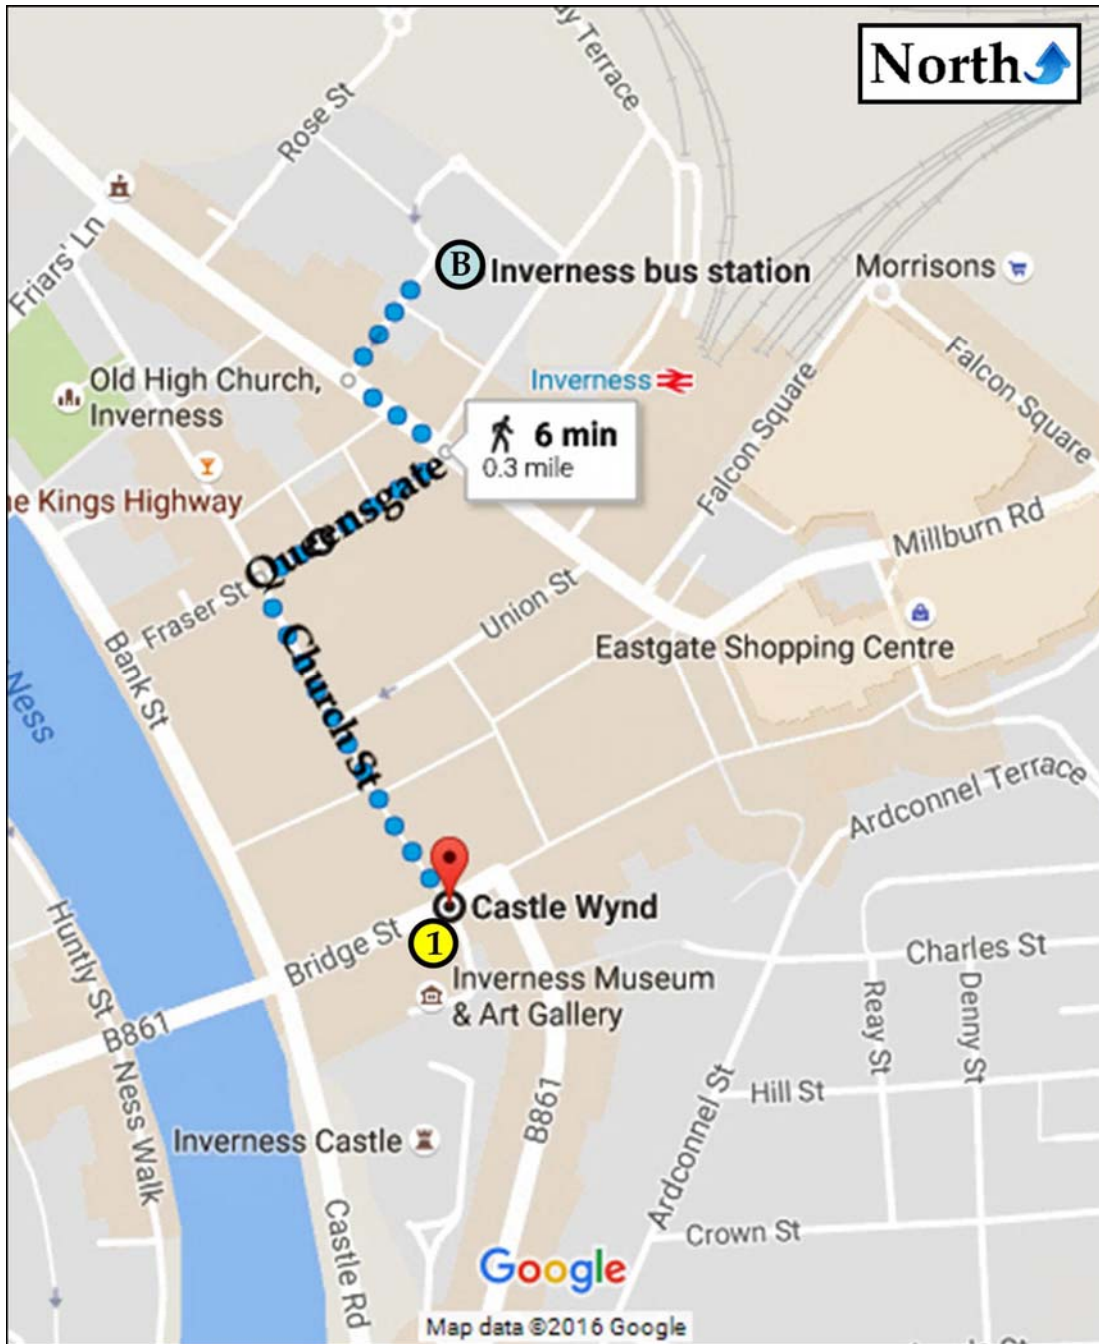 North
ay Terrace
Rose St
Friars' Ln
B
Inverness bus station
Morrisons
Old High Church,
Inverness
Inverness
Falcon Square
Falcon Square
6 min
0.3 mile
he Kings Highway
Queensgate
Millburn Rd
Fraser St
Union St
Church St
Eastgate Shopping Centre
Bank St
Ness
Ardconnel Terrace
Castle Wynd
1
Bridge St
Inverness Museum
& Art Gallery
Charles St
Huntly St
Reay St
Denny St
B861
Ness Walk
B861
Hill St
Inverness Castle
Ardconnel St
Castle Rd
Crown St
Google
Map data ©2016 Google